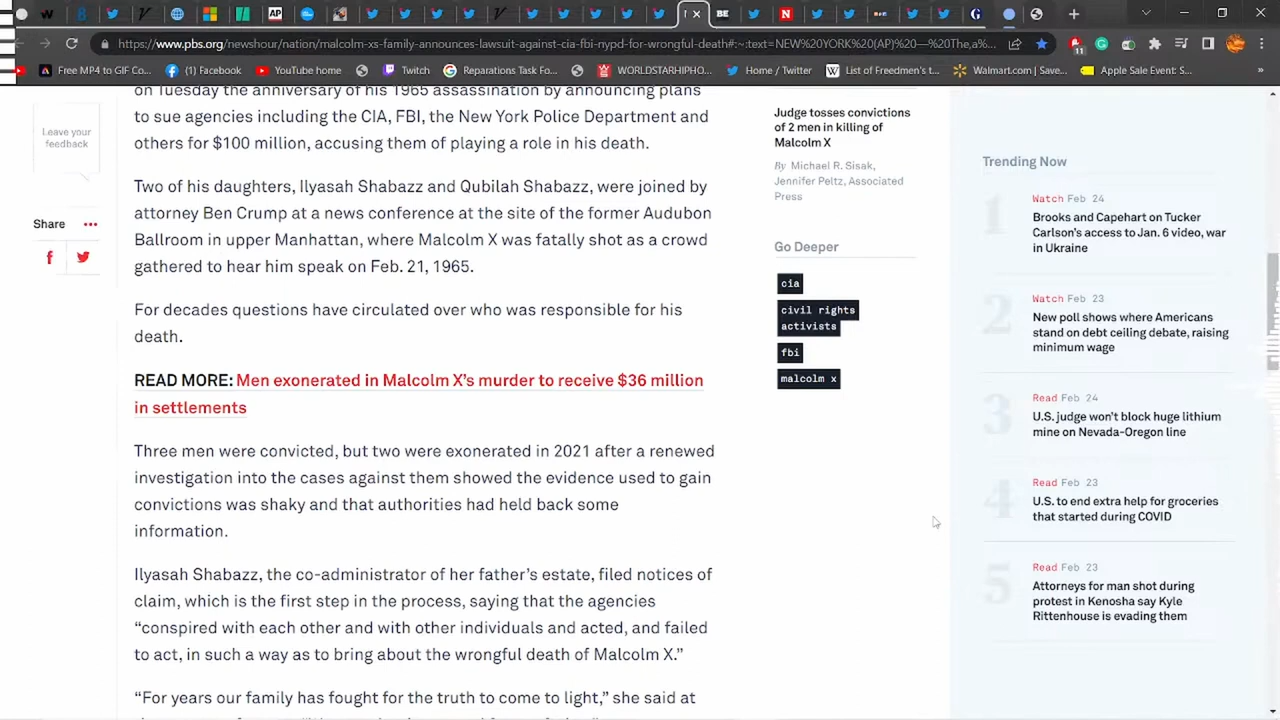 https://www.pbs.org/newshour/nation/malcolm-xs-family-announces-lawsuit-against-cia-fbi-nypd-for-wrongful-death#:~:text=NEW%20YORK%20(AP)%20—%20The,a%...
Free MP4 to GIF Co...
(1) Facebook
YouTube home
Twitch
Reparations Task Fo...
WORLDSTARHIPHO...
Home / Twitter
List of Freedmen's t...
Walmart.com | Save...
Apple Sale Event: S...
»
Leave your
feedback
Share
on Tuesday the anniversary of his 1965 assassination by announcing plans
to sue agencies including the CIA, FBI, the New York Police Department and
others for $100 million, accusing them of playing a role in his death.
Two of his daughters, Ilyasah Shabazz and Qubilah Shabazz, were joined by
attorney Ben Crump at a news conference at the site of the former Audubon
Ballroom in upper Manhattan, where Malcolm X was fatally shot as a crowd
gathered to hear him speak on Feb. 21, 1965.
For decades questions have circulated over who was responsible for his
death.
READ MORE: Men exonerated in Malcolm X's murder to receive $36 million
in settlements
Three men were convicted, but two were exonerated in 2021 after a renewed
investigation into the cases against them showed the evidence used to gain
convictions was shaky and that authorities had held back some
information.
Ilyasah Shabazz, the co-administrator of her father's estate, filed notices of
claim, which is the first step in the process, saying that the agencies
“conspired with each other and with other individuals and acted, and failed
to act, in such a way as to bring about the wrongful death of Malcolm X.”
“For years our family has fought for the truth to come to light,” she said at
Judge tosses convictions
of 2 men in killing of
Malcolm X
By Michael R. Sisak,
Jennifer Peltz, Associated
Press
Go Deeper
cia
civil rights
activists
fbi
malcolm x
Trending Now
1
Watch Feb 24
Brooks and Capehart on Tucker
Carlson's access to Jan. 6 video, war
in Ukraine
2
Watch Feb 23
New poll shows where Americans
stand on debt ceiling debate, raising
minimum wage
3
Read Feb 24
U.S. judge won't block huge lithium
mine on Nevada-Oregon line
4
Read Feb 23
U.S. to end extra help for groceries
that started during COVID
5
Read Feb 23
Attorneys for man shot during
protest in Kenosha say Kyle
Rittenhouse is evading them